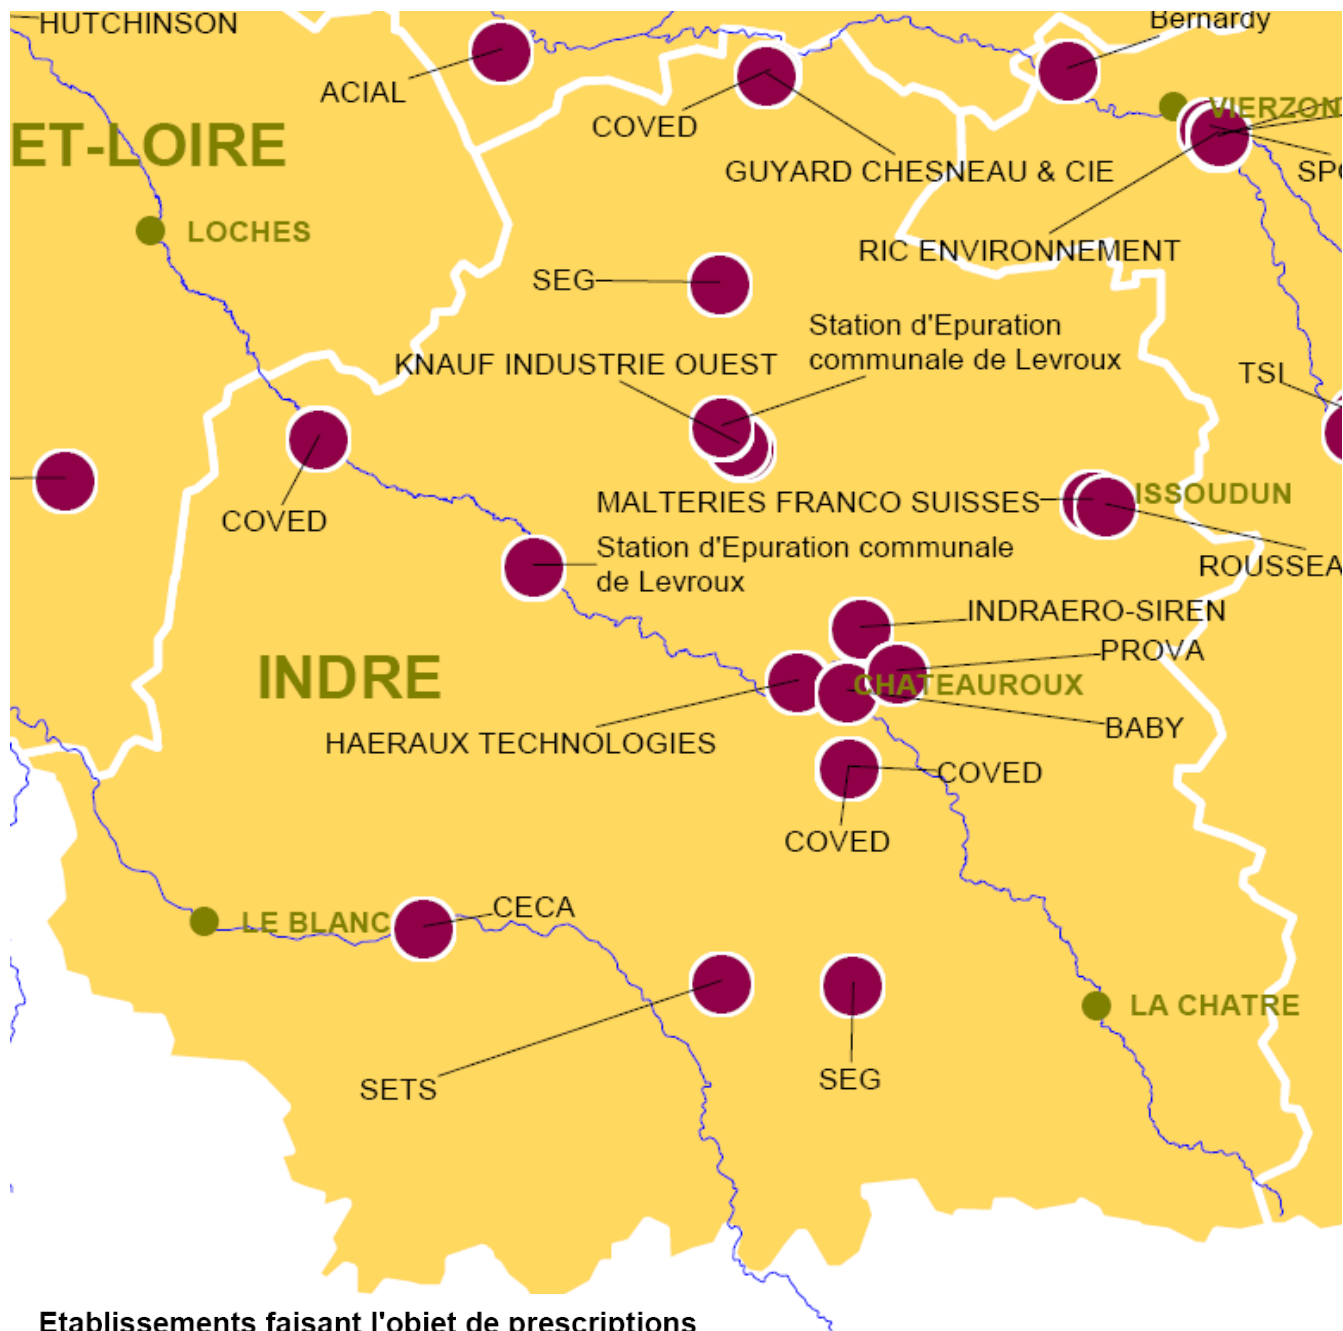 HUTCHINSON
Bernardy
ACIAL
COVED
VIERZON
ET-LOIRE
GUYARD CHESNEAU & CIE
LOCHES
RIC ENVIRONNEMENT
SEG
Station d'Epuration
communale de Levroux
KNAUF INDUSTRIE OUEST
TSI
MALTERIES FRANCO SUISSES
ISSOUDUN
COVED
Station d'Epuration communale
de Levroux
ROUSSEA
INDRAERO-SIREN
PROVA
INDRE
CHATEAUROUX
BABY
HAERAUX TECHNOLOGIES
COVED
COVED
CECA
LE BLANC
LA CHATRE
SEG
SETS
Etablissements faisant l'objet de prescriptions